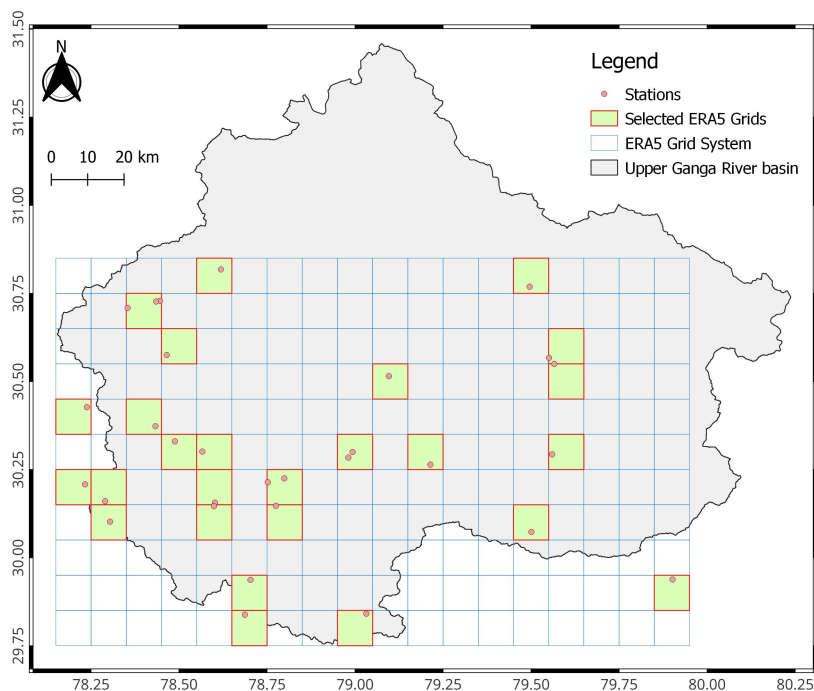 31.50
31.25
31.00
30.75
30.50
30.25
30.00
29.75
N
0 10 20 km
Legend
Stations
Selected ERA5 Grids
ERA5 Grid System
Upper Ganga River basin
78.25 78.50 78.75 79.00 79.25 79.50 79.75 80.00 80.25